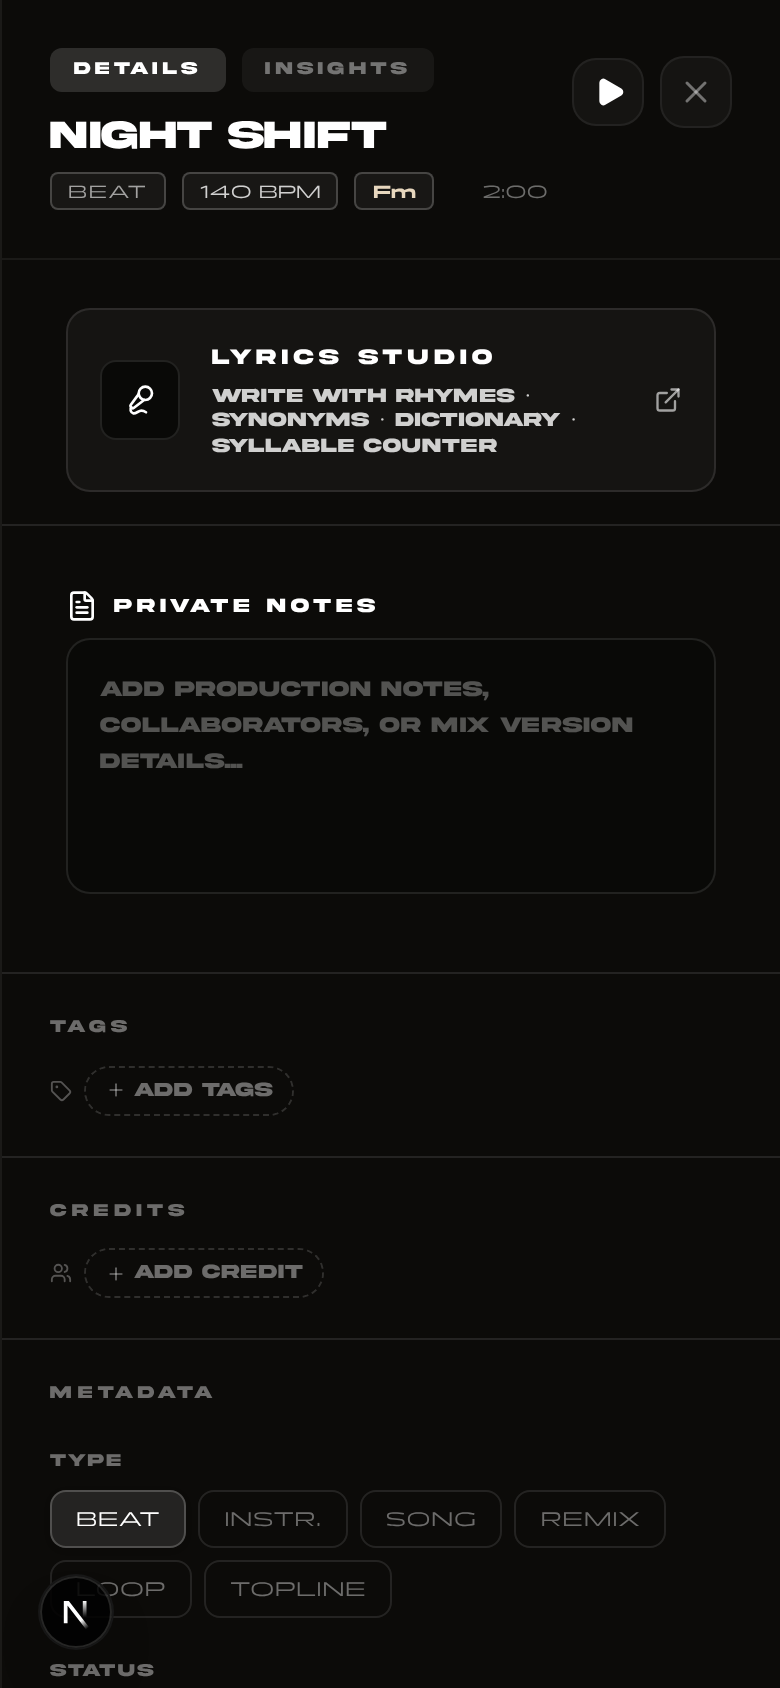 DETAILS INSIGHTS
NIGHT SHIFT
BEAT 140 BPM Fm 2:00
LYRICS STUDIO
WRITE WITH RHYMES ·
SYNONYMS · DICTIONARY ·
SYLLABLE COUNTER
PRIVATE NOTES
ADD PRODUCTION NOTES,
COLLABORATORS, OR MIX VERSION
DETAILS...
TAGS
+ ADD TAGS
CREDITS
+ ADD CREDIT
METADATA
TYPE
BEAT INSTR. SONG REMIX
LOOP TOPLINE
N
STATUS